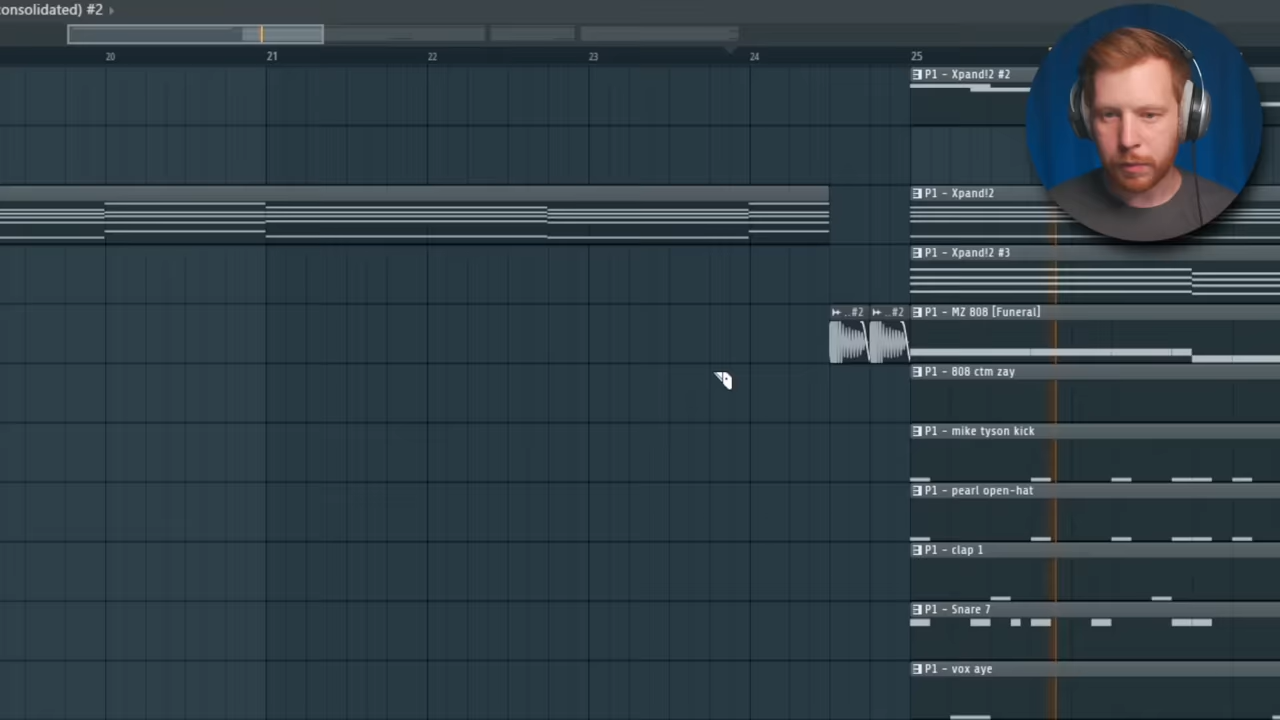 onsolidated) #2
20 21 22 23 24 25
P1 - Xpand!2 #2
P1 - Xpand!2
P1 - Xpand!2 #3
..#2 ..#2 P1 - MZ 808 [Funeral]
P1 - 808 ctm zay
P1 - mike tyson kick
P1 - pearl open-hat
P1 - clap 1
P1 - Snare 7
P1 - vox aye